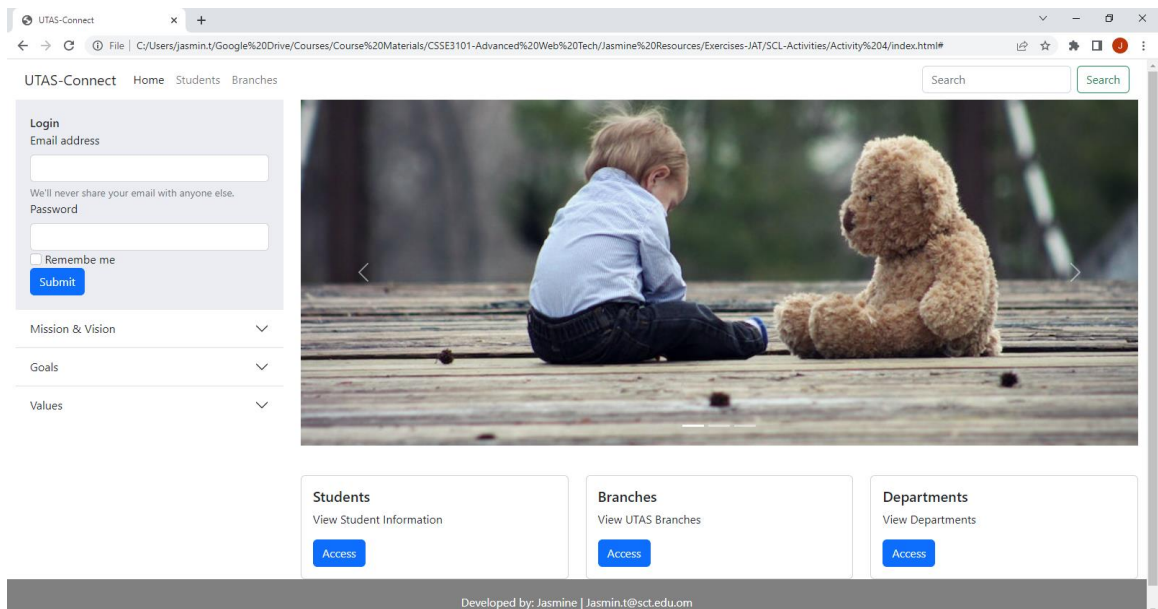 UTAS-Connect
File | C:/Users/jasmin.t/Google%20Drive/Courses/Course%20Materials/CSSE3101-Advanced%20Web%20Tech/Jasmine%20Resources/Exercises-JAT/SCL-Activities/Activity%204/index.html#
J
UTAS-Connect Home Students Branches Search Search
Login
Email address
We'll never share your email with anyone else.
Password
Remembe me
Submit
Mission & Vision
Goals
Values
Students
View Student Information
Access
Branches
View UTAS Branches
Access
Departments
View Departments
Access
Developed by: Jasmine | Jasmin.t@sct.edu.om